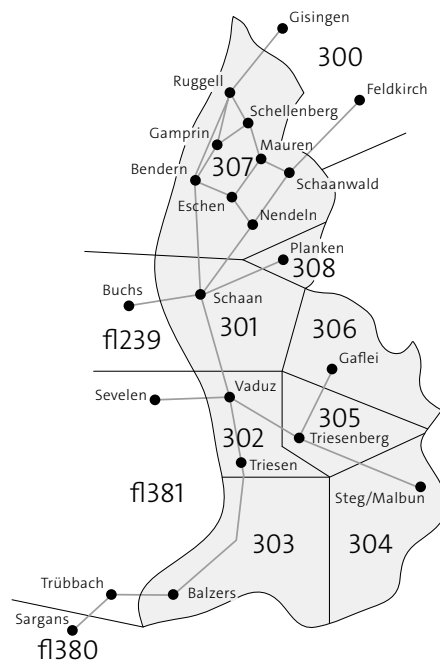 Gisingen
300
Ruggell
Feldkirch
Schellenberg
Gamprin
Mauren
307
Bendern
Schaanwald
Eschen
Nendeln
Planken
308
Buchs
Schaan
301
306
fl239
Gaflei
Vaduz
Sevelen
305
302
Triesenberg
Triesen
fl381
Steg/Malbun
303
304
Trübbach
Balzers
Sargans
fl380